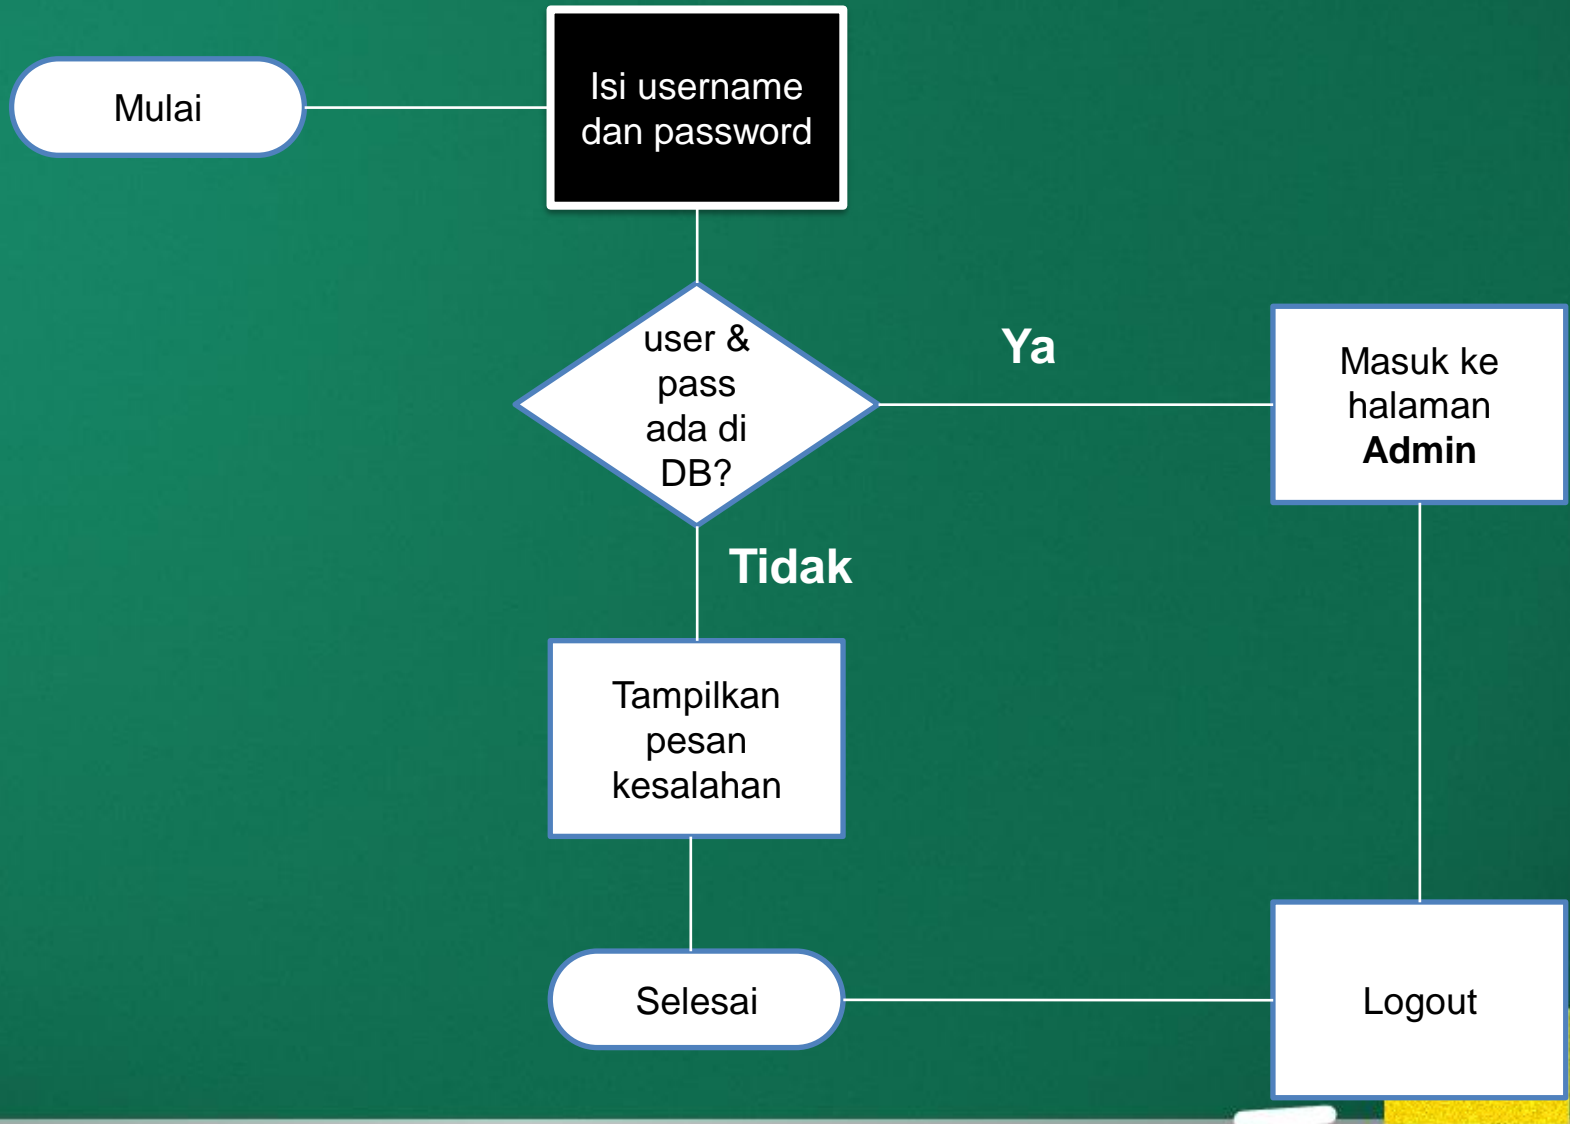 Mulai
Isi username
dan password
user &
pass
ada di
DB?
Ya
Masuk ke
halaman
Admin
Tidak
Tampilkan
pesan
kesalahan
Selesai
Logout